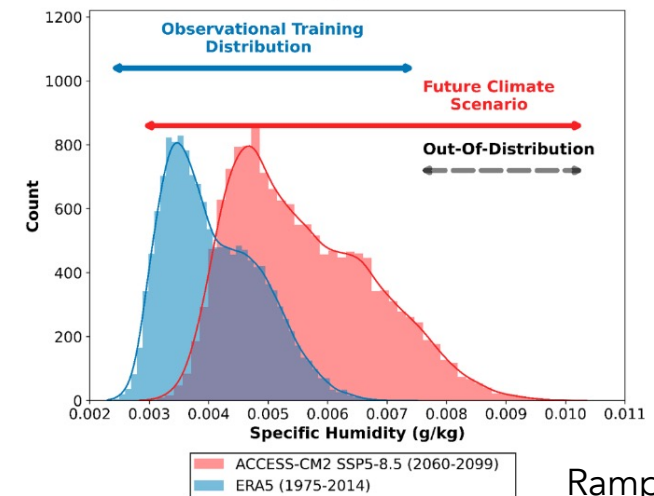 1200
Observational Training
Distribution
1000
Future Climate
Scenario
800
Out-Of-Distribution
600
Count
400
200
0
0.002 0.003 0.004 0.005 0.006 0.007 0.008 0.009 0.010 0.011
Specific Humidity (g/kg)
ACCESS-CM2 SSP5-8.5 (2060-2099)
ERA5 (1975-2014)
Ramp